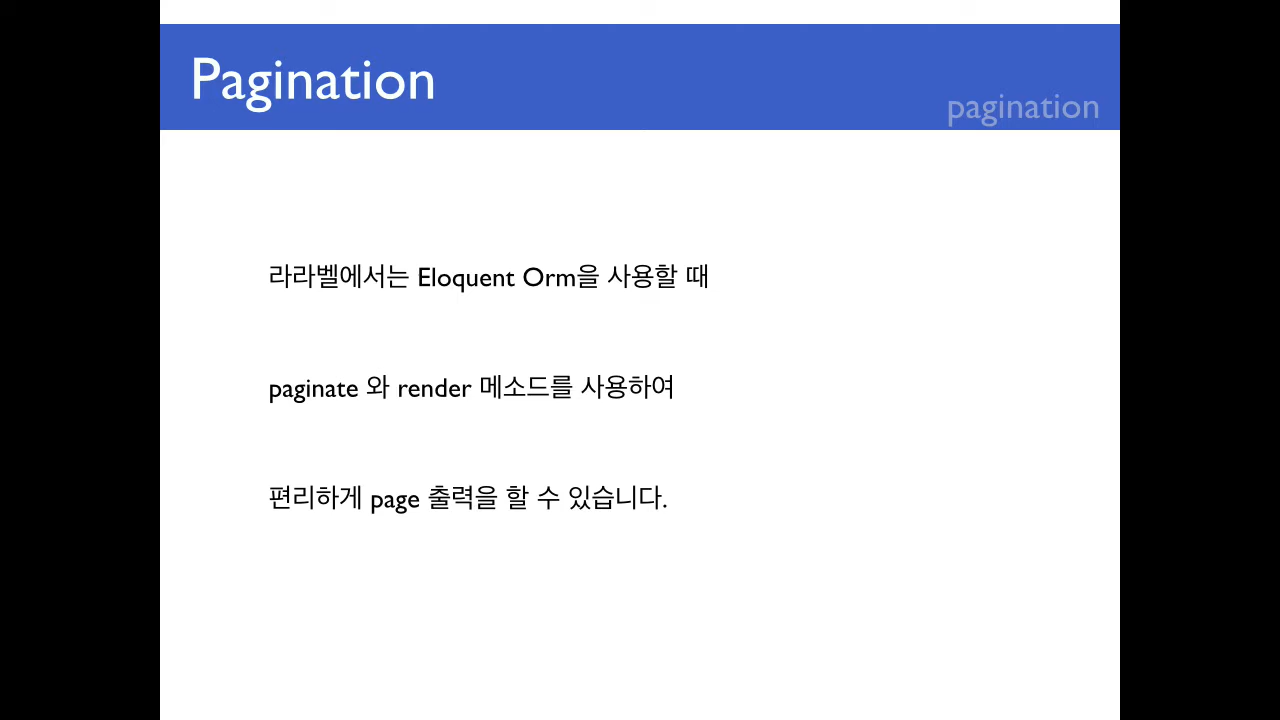 Pagination
pagination
라라벨에서는 Eloquent Orm을 사용할 때
paginate 와 render 메소드를 사용하여
편리하게 page 출력을 할 수 있습니다.